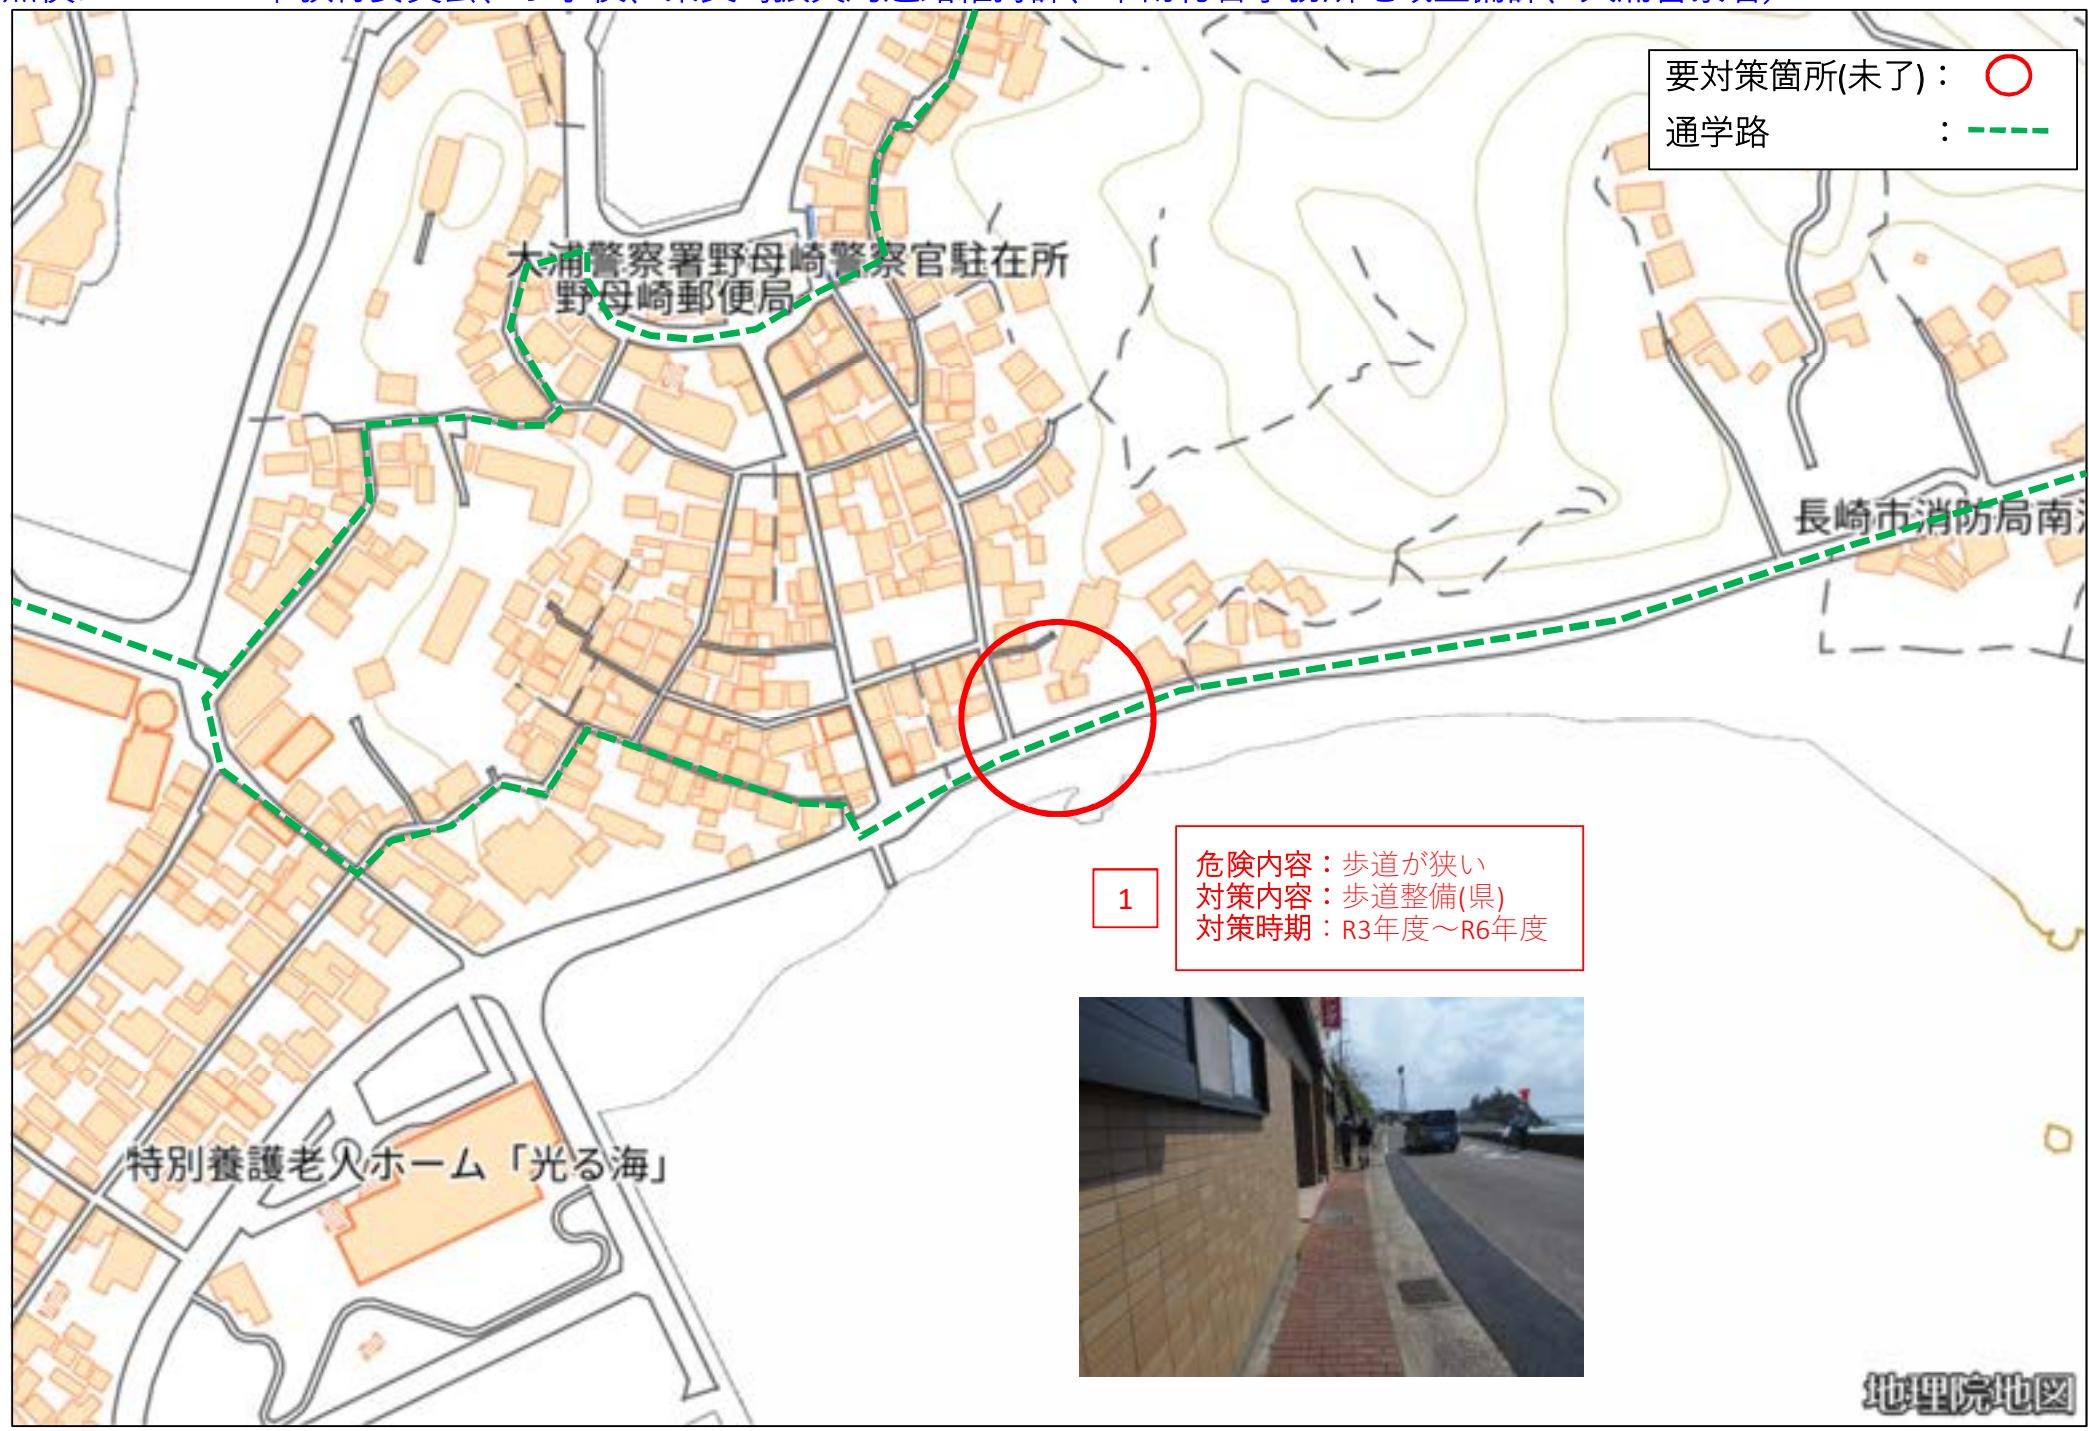 要対策箇所(未了)：
通学路　　　　　：
大浦警察署野母崎警察官駐在所
野母崎郵便局
長崎市消防局南
1
危険内容：歩道が狭い
対策内容：歩道整備(県)
対策時期：R3年度～R6年度
特別養護老人ホーム「光る海」
地理院地図